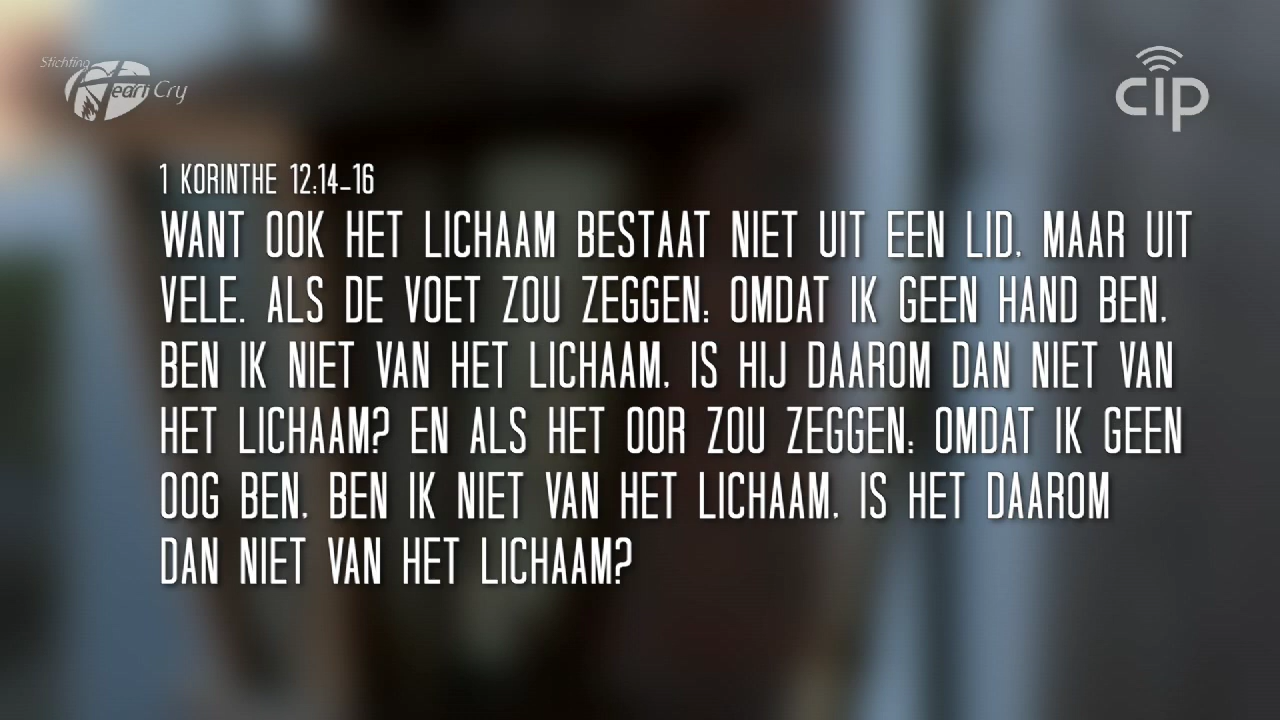 Stichting
Heart Cry
cip
1 KORINTHE 12:14-16
WANT OOK HET LICHAAM BESTAAT NIET UIT EEN LID, MAAR UIT
VELE. ALS DE VOET ZOU ZEGGEN: OMDAT IK GEEN HAND BEN,
BEN IK NIET VAN HET LICHAAM, IS HIJ DAAROM DAN NIET VAN
HET LICHAAM? EN ALS HET OOR ZOU ZEGGEN: OMDAT IK GEEN
OOG BEN, BEN IK NIET VAN HET LICHAAM, IS HET DAAROM
DAN NIET VAN HET LICHAAM?